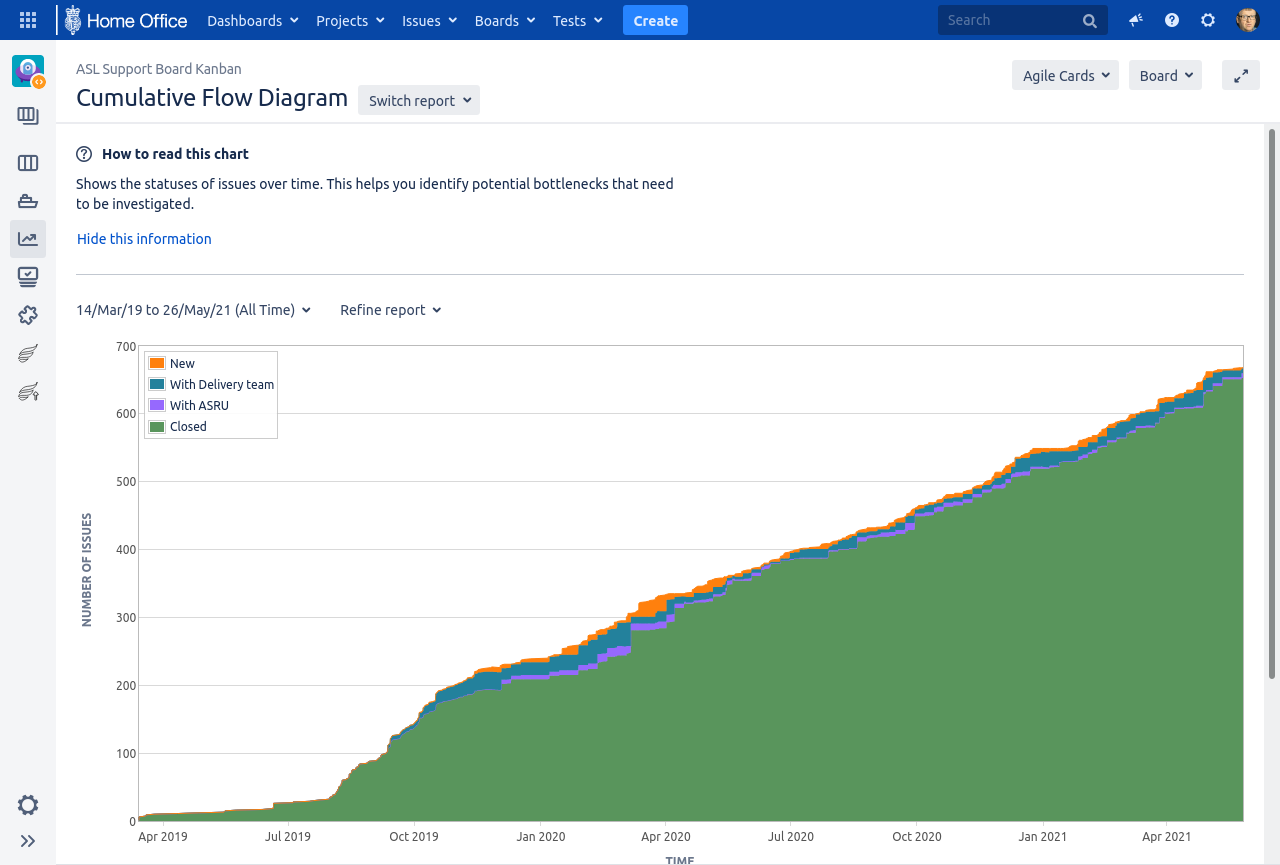 Home Office Dashboards Projects Issues Boards Tests Create Search
ASL Support Board Kanban
Cumulative Flow Diagram Switch report
Agile Cards Board
How to read this chart
Shows the statuses of issues over time. This helps you identify potential bottlenecks that need
to be investigated.
Hide this information
14/Mar/19 to 26/May/21 (All Time) Refine report
700
600
500
400
300
200
100
0
NUMBER OF ISSUES
New
With Delivery team
With ASRU
Closed
Apr 2019 Jul 2019 Oct 2019 Jan 2020 Apr 2020 Jul 2020 Oct 2020 Jan 2021 Apr 2021
TIME